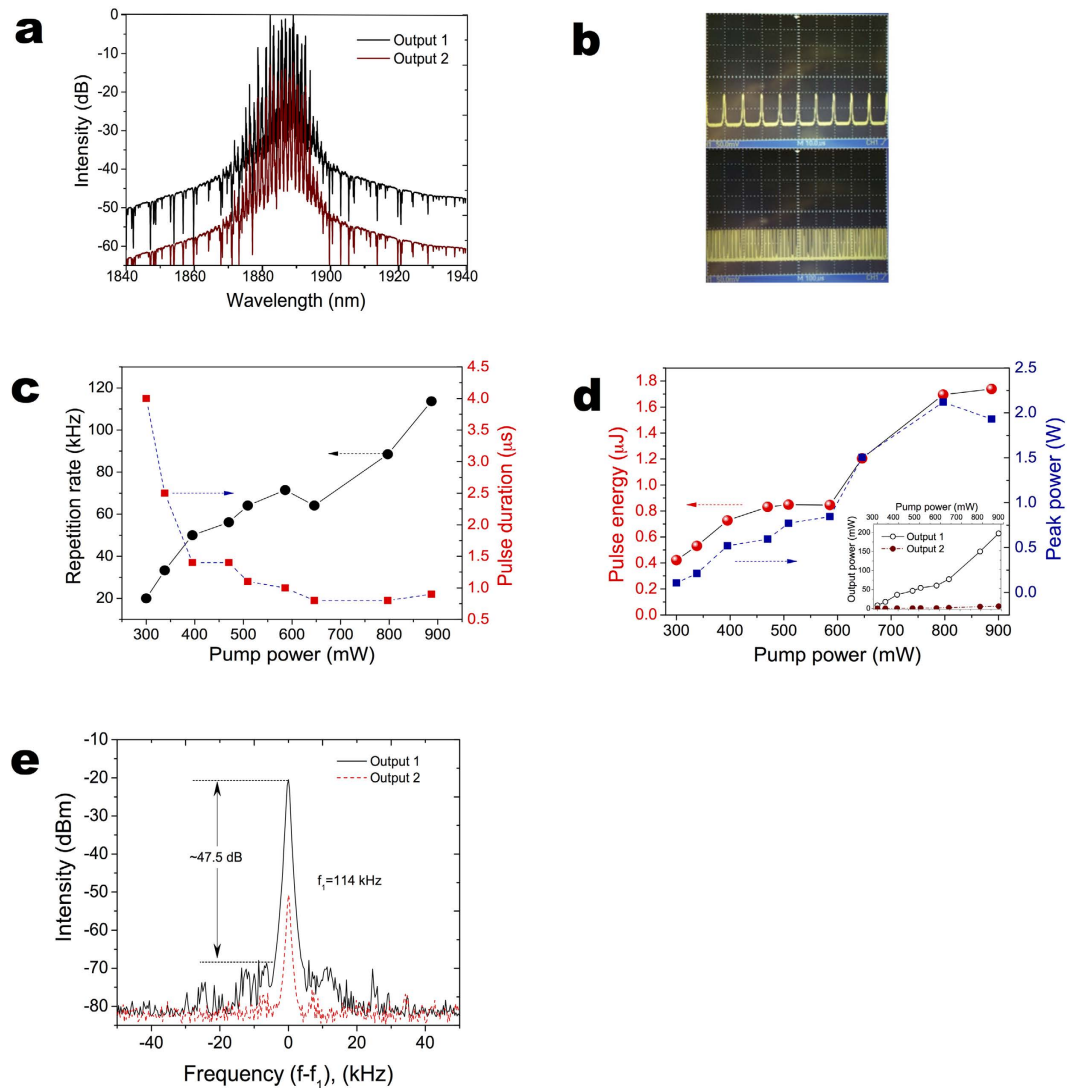 a
0
-10
-20
-30
-40
-50
-60
Intensity (dB)
Output 1
Output 2
1840
1860
1880
1900
1920
1940
Wavelength (nm)
b
CH1
CH1
c
120
100
80
60
40
20
Repetition rate (kHz)
4.5
4.0
3.5
3.0
2.5
2.0
1.5
1.0
0.5
Pulse duration (μs)
300
400
500
600
700
800
900
Pump power (mW)
d
1.8
1.6
1.4
1.2
1.0
0.8
0.6
0.4
0.2
0.0
Pulse energy (μJ)
2.5
2.0
1.5
1.0
0.5
0.0
Peak power (W)
Pump power (mW)
300 400 500 600 700 800 900
200
150
100
50
0
Output power (mW)
Output 1
Output 2
300
400
500
600
700
800
900
Pump power (mW)
e
-10
-20
-30
-40
-50
-60
-70
-80
Intensity (dBm)
Output 1
Output 2
~47.5 dB
f₁=114 kHz
-40
-20
0
20
40
Frequency (f-f₁), (kHz)